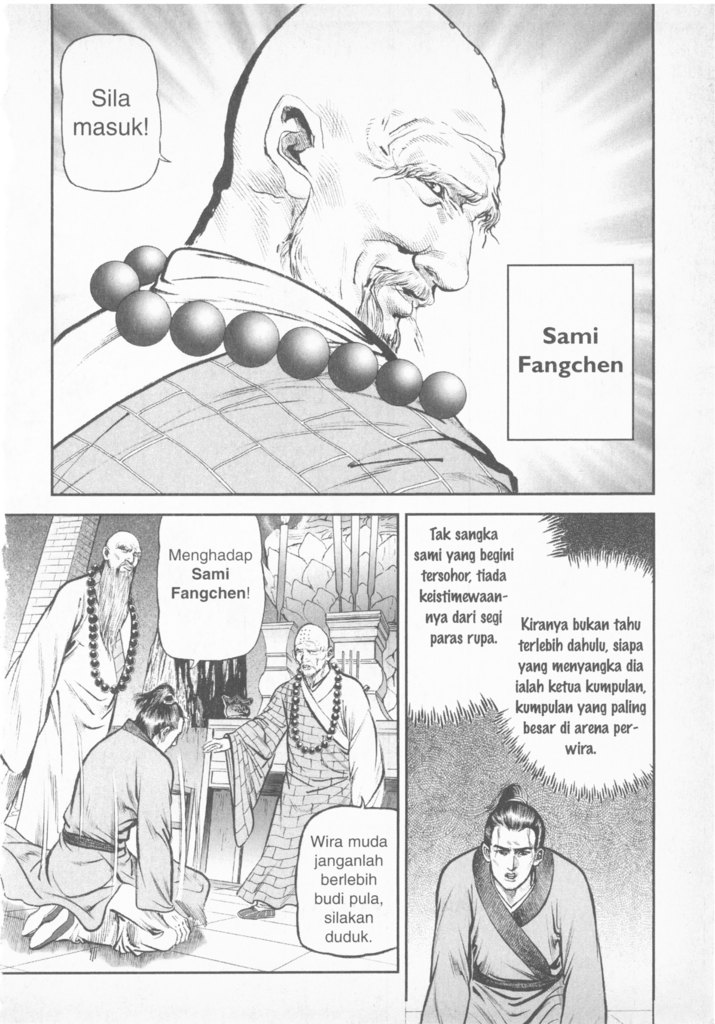 Sila
masuk!
Sami
Fangchen
Menghadap
Sami
Fangchen!
Wira muda
janganlah
berlebih
budi pula,
silakan
duduk.
Tak sangka
sami yang begini
tersohor, tiada
keistimewaan-
nya dari segi
paras rupa.
Kiranya bukan tahu
terlebih dahulu, siapa
yang menyangka dia
ialah ketua kumpulan,
kumpulan yang paling
besar di arena per-
wira.